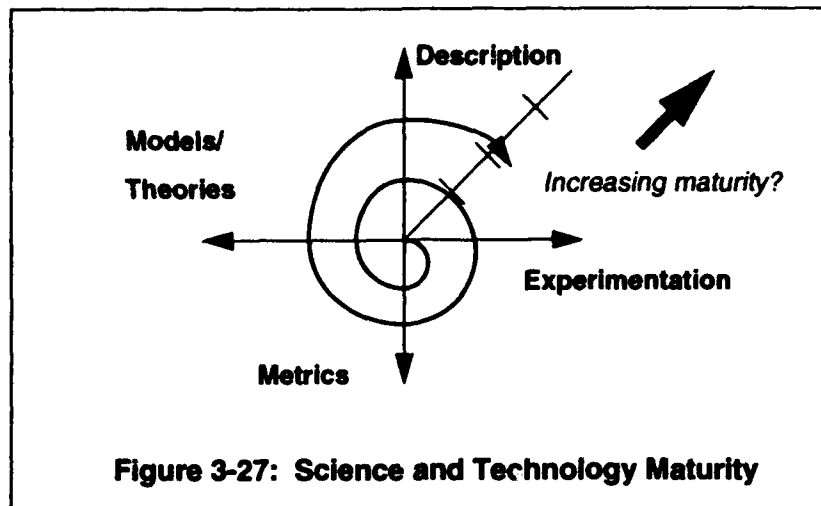 Description
Models/
Theories
Increasing maturity?
Experimentation
Metrics
Figure 3-27: Science and Technology Maturity